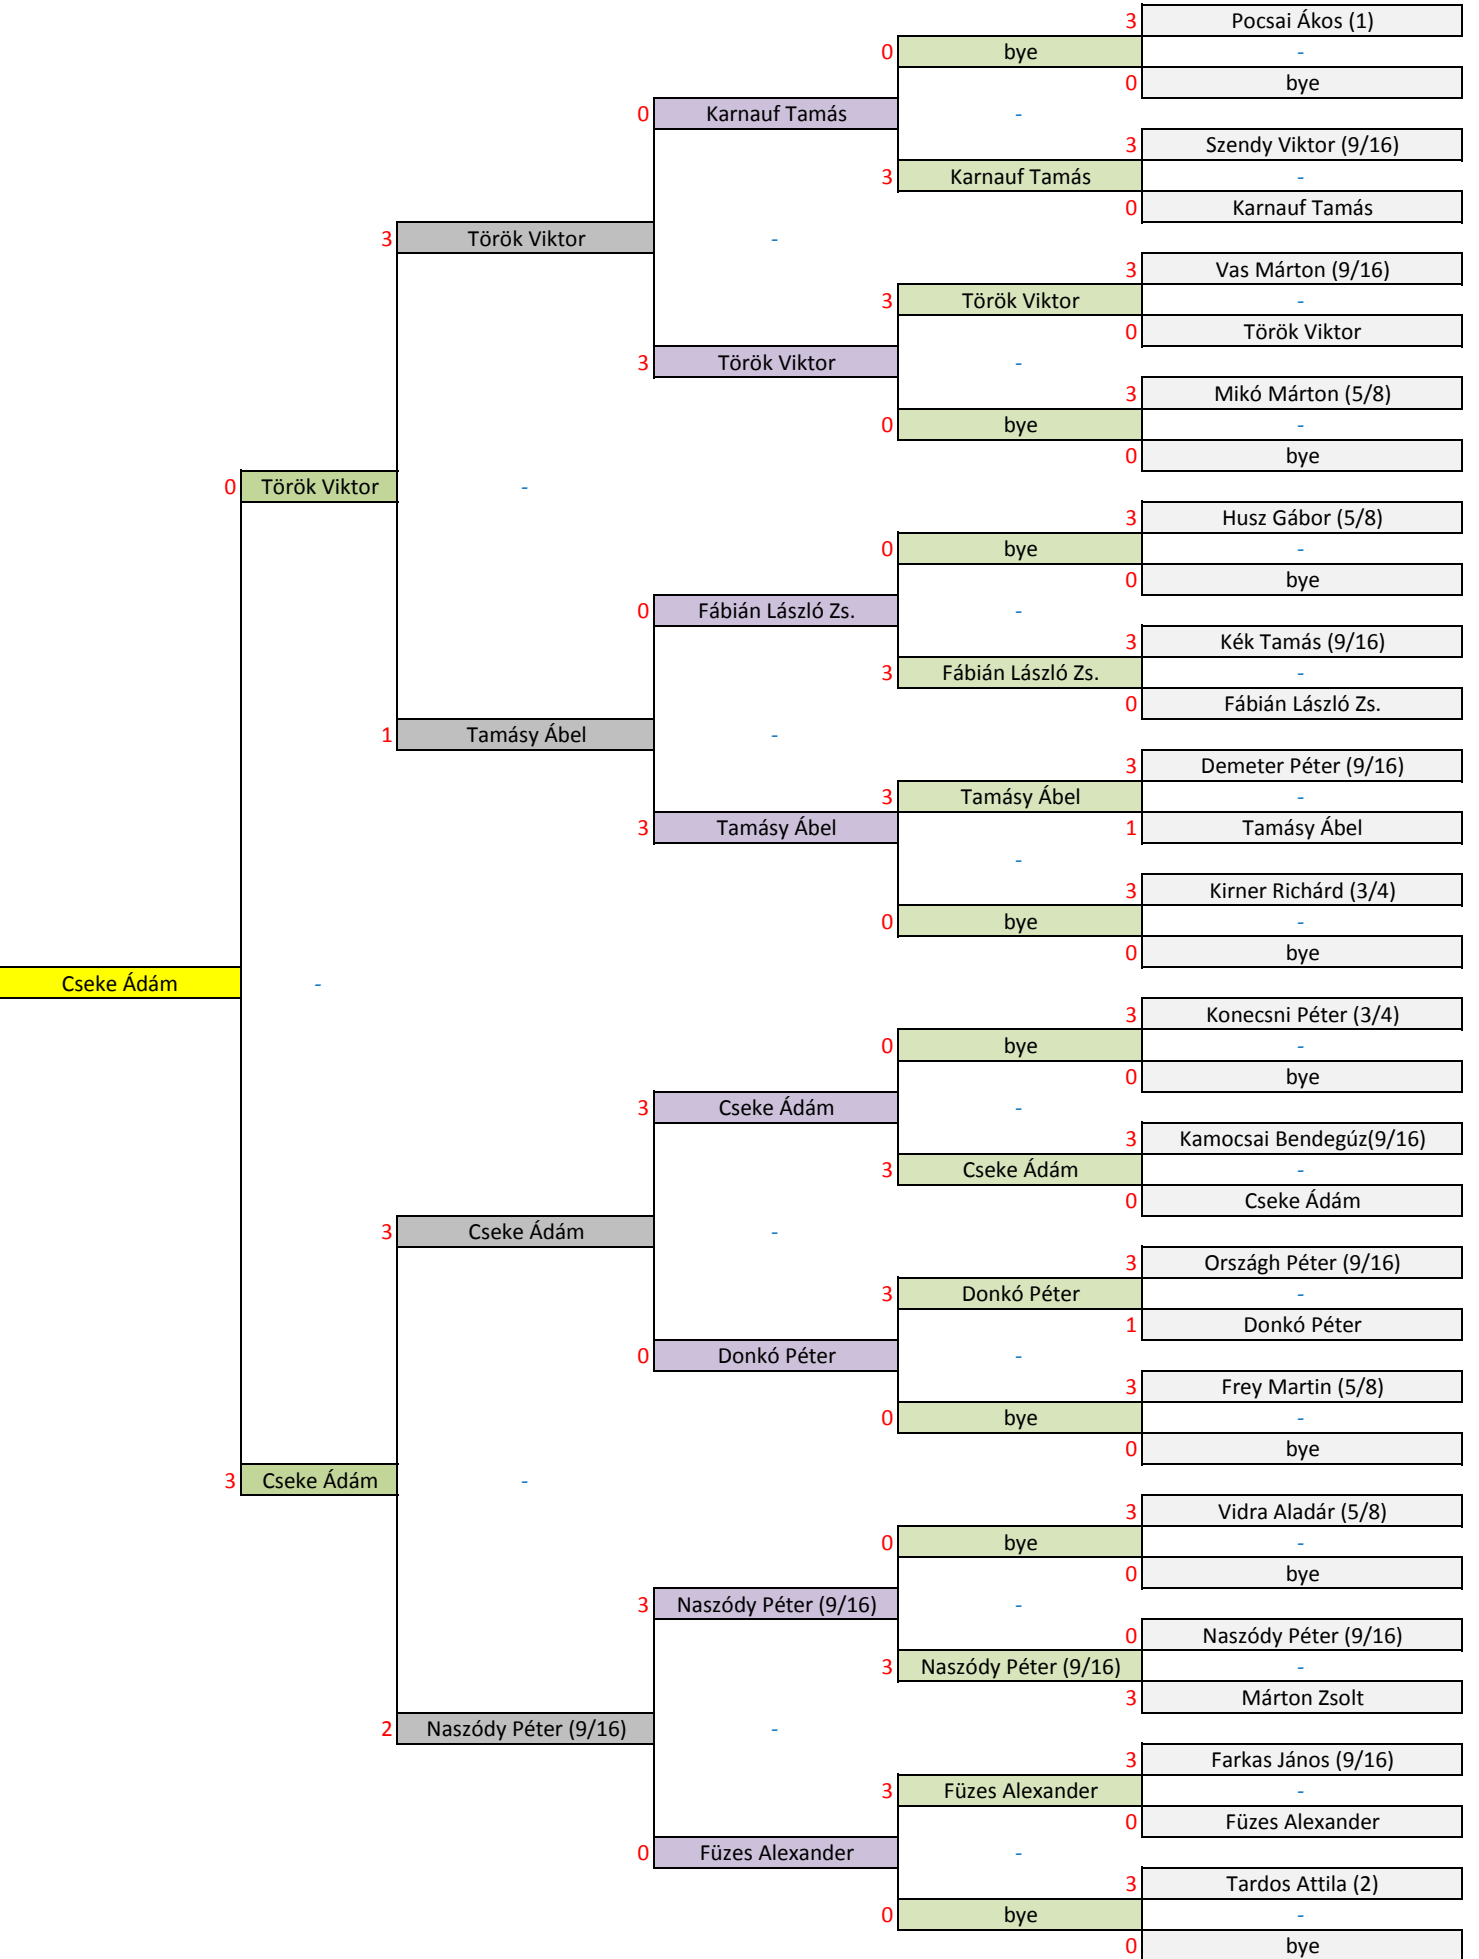 3 Pocsai Ákos (1)
0 bye -
0 bye
0 Karnauf Tamás -
3 Szendy Viktor (9/16)
3 Karnauf Tamás -
0 Karnauf Tamás
3 Török Viktor -
3 Vas Márton (9/16)
3 Török Viktor -
0 Török Viktor
3 Török Viktor -
3 Mikó Márton (5/8)
0 bye -
0 bye
0 Török Viktor -
3 Husz Gábor (5/8)
0 bye -
0 bye
0 Fábián László Zs. -
3 Kék Tamás (9/16)
3 Fábián László Zs. -
0 Fábián László Zs.
1 Tamásy Ábel -
3 Demeter Péter (9/16)
3 Tamásy Ábel -
3 Tamásy Ábel 1 Tamásy Ábel
-
3 Kirner Richárd (3/4)
0 bye -
0 bye
Cseke Ádám -
3 Konecsni Péter (3/4)
0 bye -
0 bye
3 Cseke Ádám -
3 Kamocsai Bendegúz(9/16)
3 Cseke Ádám -
0 Cseke Ádám
3 Cseke Ádám -
3 Országh Péter (9/16)
3 Donkó Péter -
1 Donkó Péter
0 Donkó Péter -
3 Frey Martin (5/8)
0 bye -
0 bye
3 Cseke Ádám -
3 Vidra Aladár (5/8)
0 bye -
0 bye
3 Naszódy Péter (9/16) -
0 Naszódy Péter (9/16)
3 Naszódy Péter (9/16) -
3 Márton Zsolt
2 Naszódy Péter (9/16) -
3 Farkas János (9/16)
3 Füzes Alexander -
0 Füzes Alexander
0 Füzes Alexander -
3 Tardos Attila (2)
0 bye -
0 bye